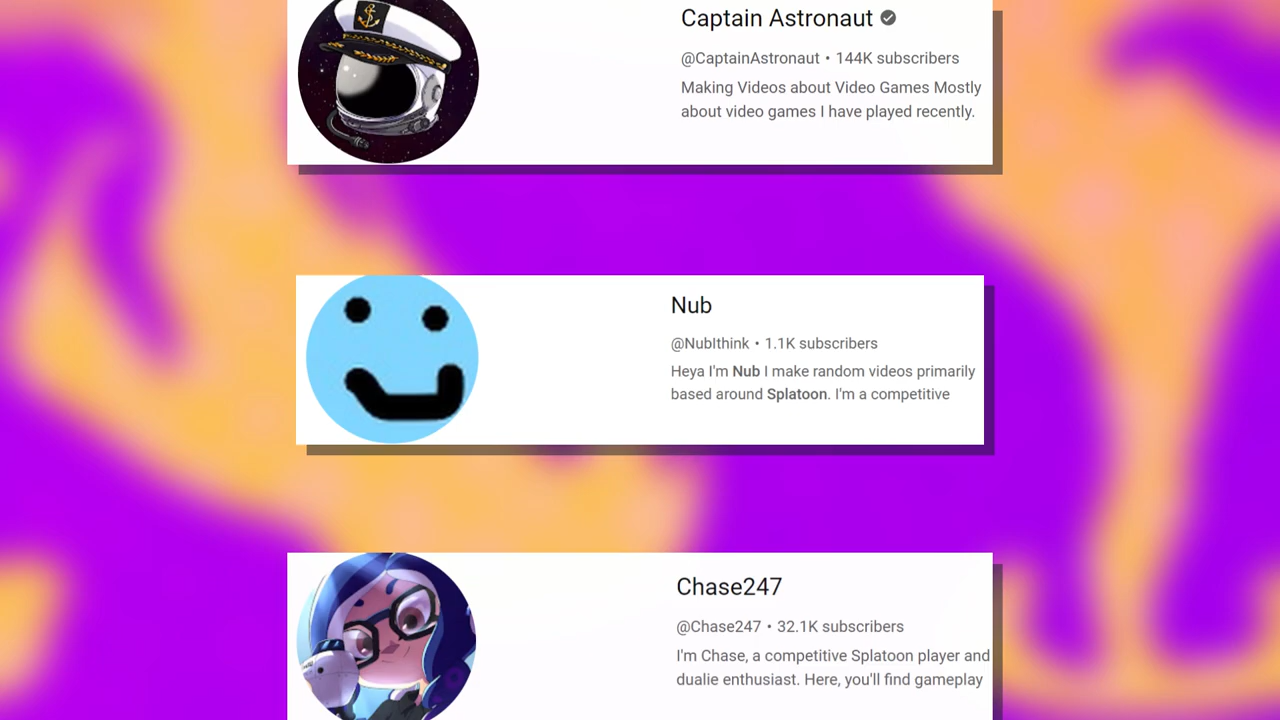 Captain Astronaut
@CaptainAstronaut • 144K subscribers
Making Videos about Video Games Mostly
about video games I have played recently.
Nub
@NubIthink • 1.1K subscribers
Heya I'm Nub I make random videos primarily
based around Splatoon. I'm a competitive
Chase247
@Chase247 • 32.1K subscribers
I'm Chase, a competitive Splatoon player and
dualie enthusiast. Here, you'll find gameplay